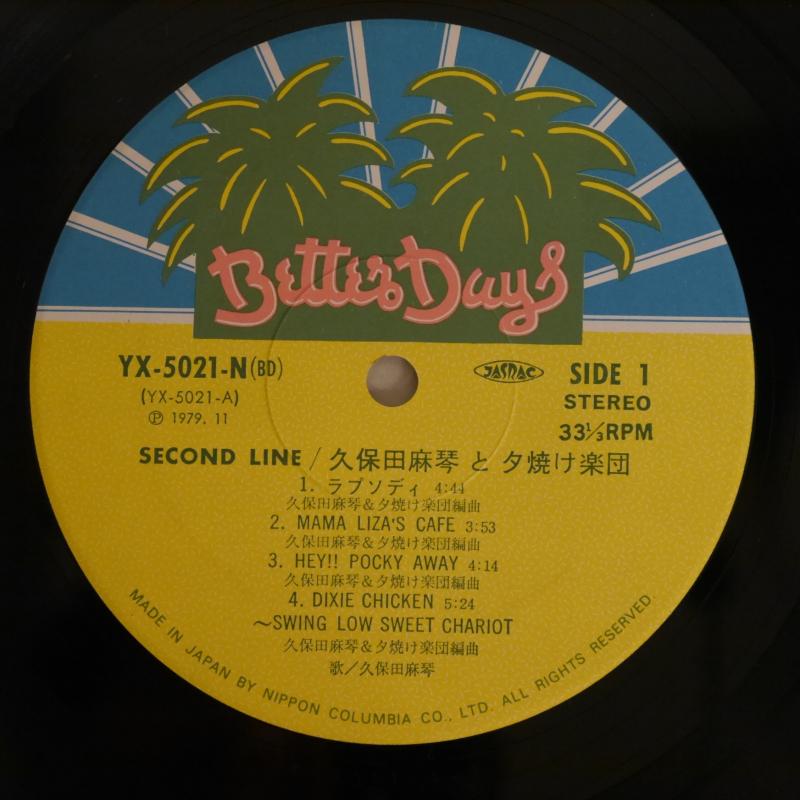 Better Days
YX-5021-N(BD)
(YX-5021-A)
Ⓟ 1979. 11
JASRAC
SIDE 1
STEREO
33⅓RPM
SECOND LINE / 久保田麻琴 と 夕焼け楽団
1. ラプソディ 4:44
久保田麻琴&夕焼け楽団編曲
2. MAMA LIZA'S CAFE 3:53
久保田麻琴&夕焼け楽団編曲
3. HEY!! POCKY AWAY 4:14
久保田麻琴&夕焼け楽団編曲
4. DIXIE CHICKEN 5:24
~SWING LOW SWEET CHARIOT
久保田麻琴&夕焼け楽団編曲
歌/久保田麻琴
MADE IN JAPAN BY NIPPON COLUMBIA CO., LTD. ALL RIGHTS RESERVED